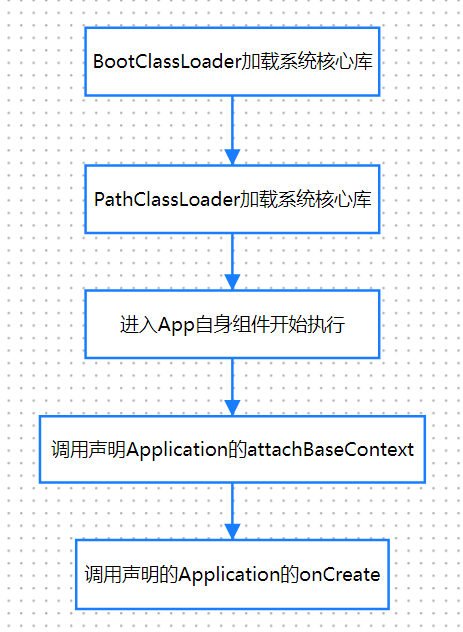 BootClassLoader加载系统核心库
PathClassLoader加载系统核心库
进入App自身组件开始执行
调用声明Application的attachBaseContext
调用声明的Application的onCreate